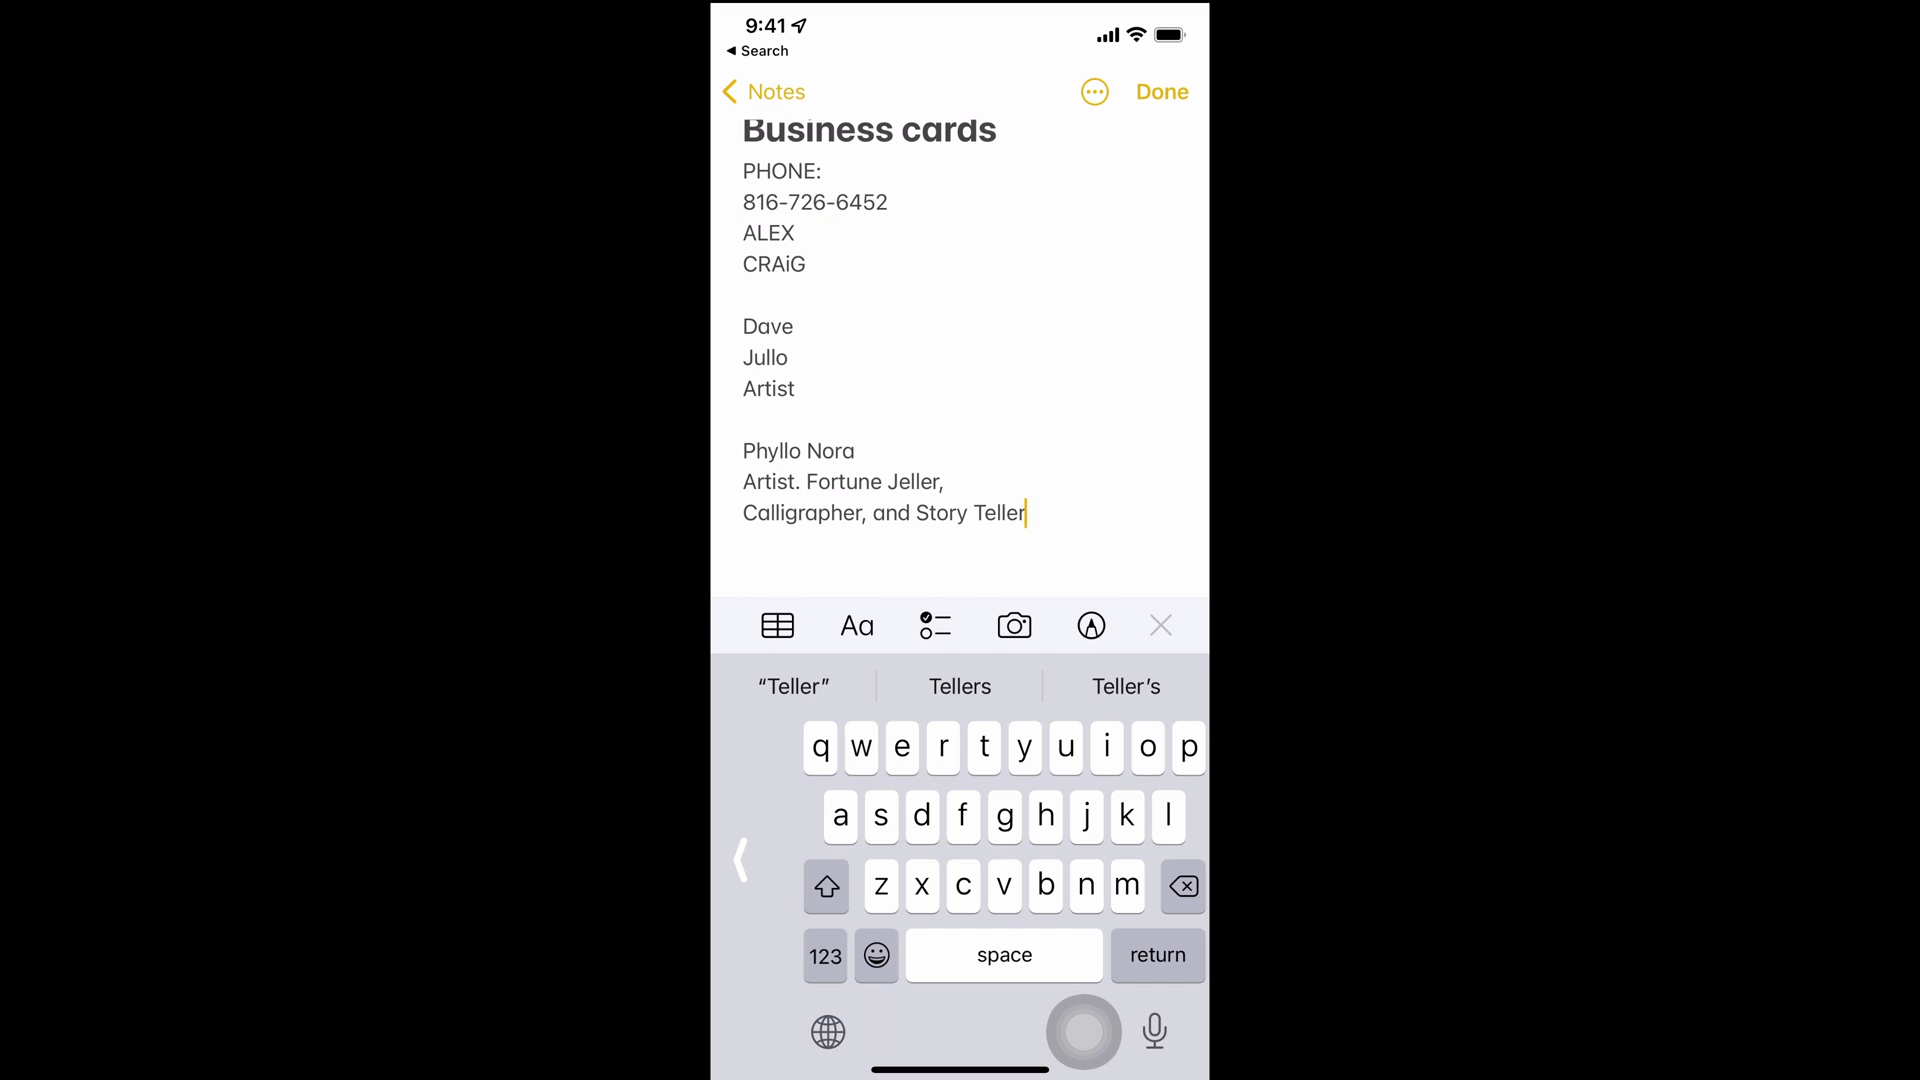 9:41
Search
Notes
Done
Business cards
PHONE:
816-726-6452
ALEX
CRAiG
Dave
Jullo
Artist
Phyllo Nora
Artist. Fortune Jeller,
Calligrapher, and Story Teller
Aa
“Teller” Tellers Teller’s
q w e r t y u i o p
a s d f g h j k l
z x c v b n m
123 space return